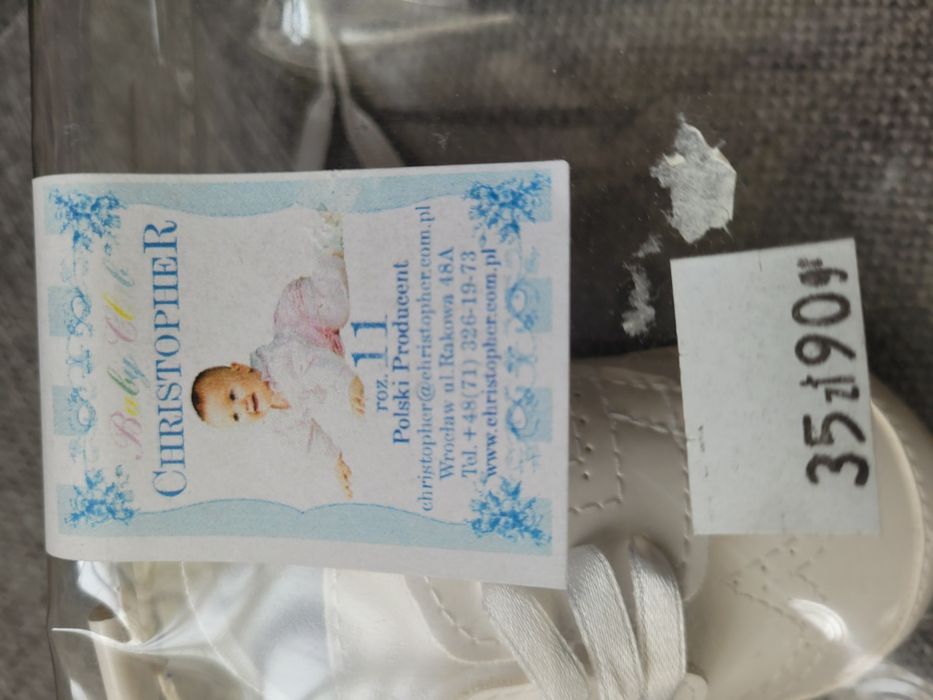 Baby Club
CHRISTOPHER
roz. 11
Polski Producent
christopher@christopher.com.pl
Wrocław ul.Rakowa 48A
Tel. +48(71) 326-19-73
www.christopher.com.pl
35zł90gr